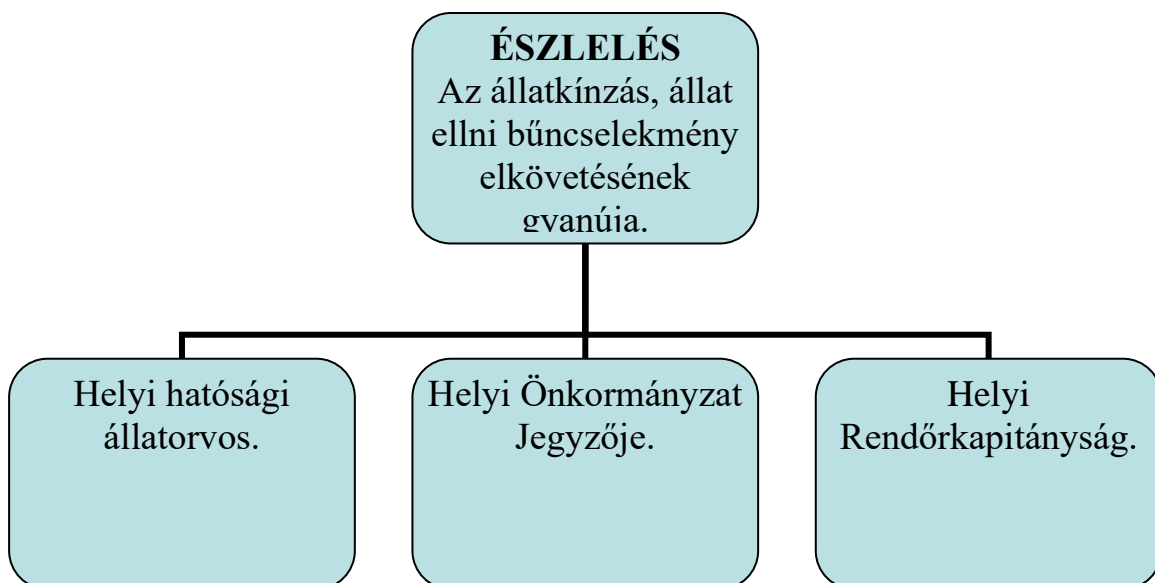 ÉSZLELÉS
Az állatkínzás, állat
ellni bűncselekmény
elkövetésének
gyanúja.
Helyi hatósági
állatorvos.
Helyi Önkormányzat
Jegyzője.
Helyi
Rendőrkapitányság.